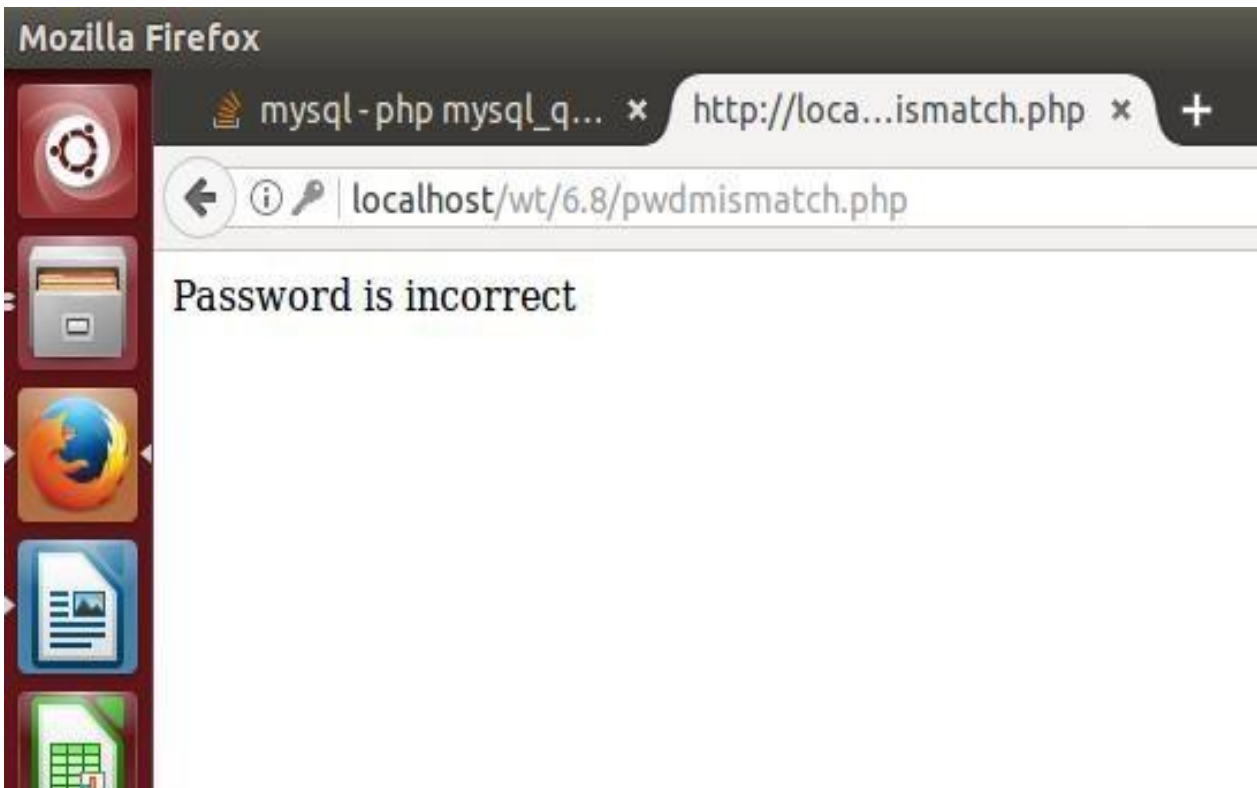 Mozilla Firefox
mysql - php mysql_q... × http://loca...ismatch.php × +
localhost/wt/6.8/pwdmismatch.php
Password is incorrect